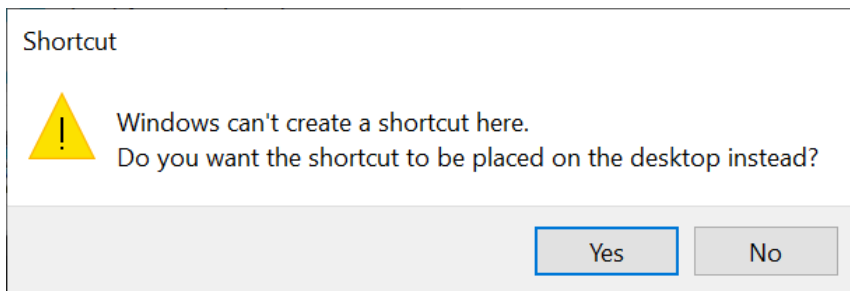 Shortcut
Windows can't create a shortcut here.
Do you want the shortcut to be placed on the desktop instead?
Yes
No